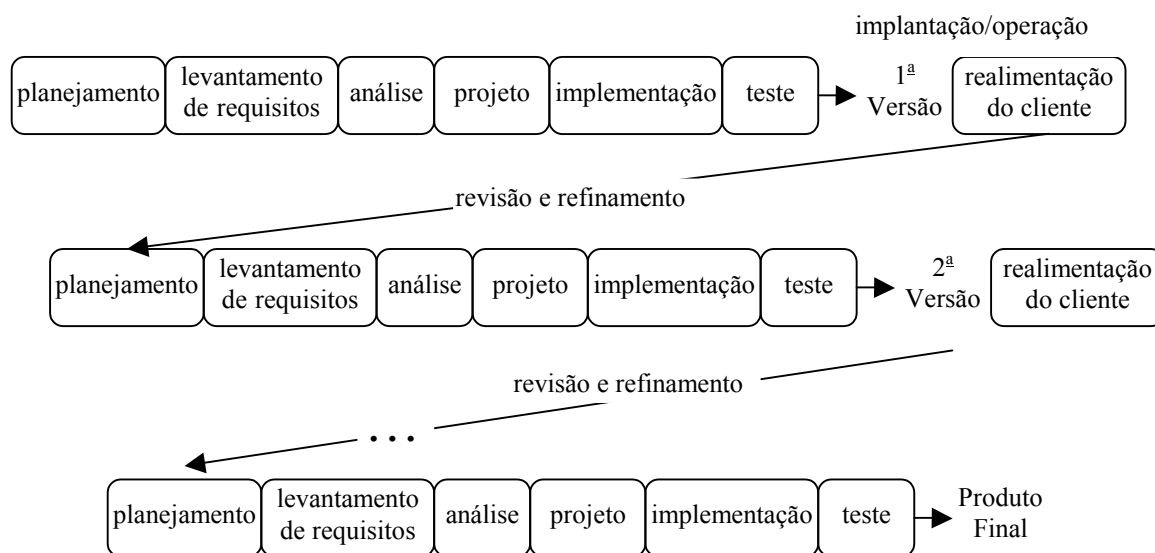 implantação/operação
planejamento
levantamento
de requisitos
análise
projeto
implementação
teste
1ª
Versão
realimentação
do cliente
revisão e refinamento
planejamento
levantamento
de requisitos
análise
projeto
implementação
teste
2ª
Versão
realimentação
do cliente
revisão e refinamento
...
planejamento
levantamento
de requisitos
análise
projeto
implementação
teste
Produto
Final